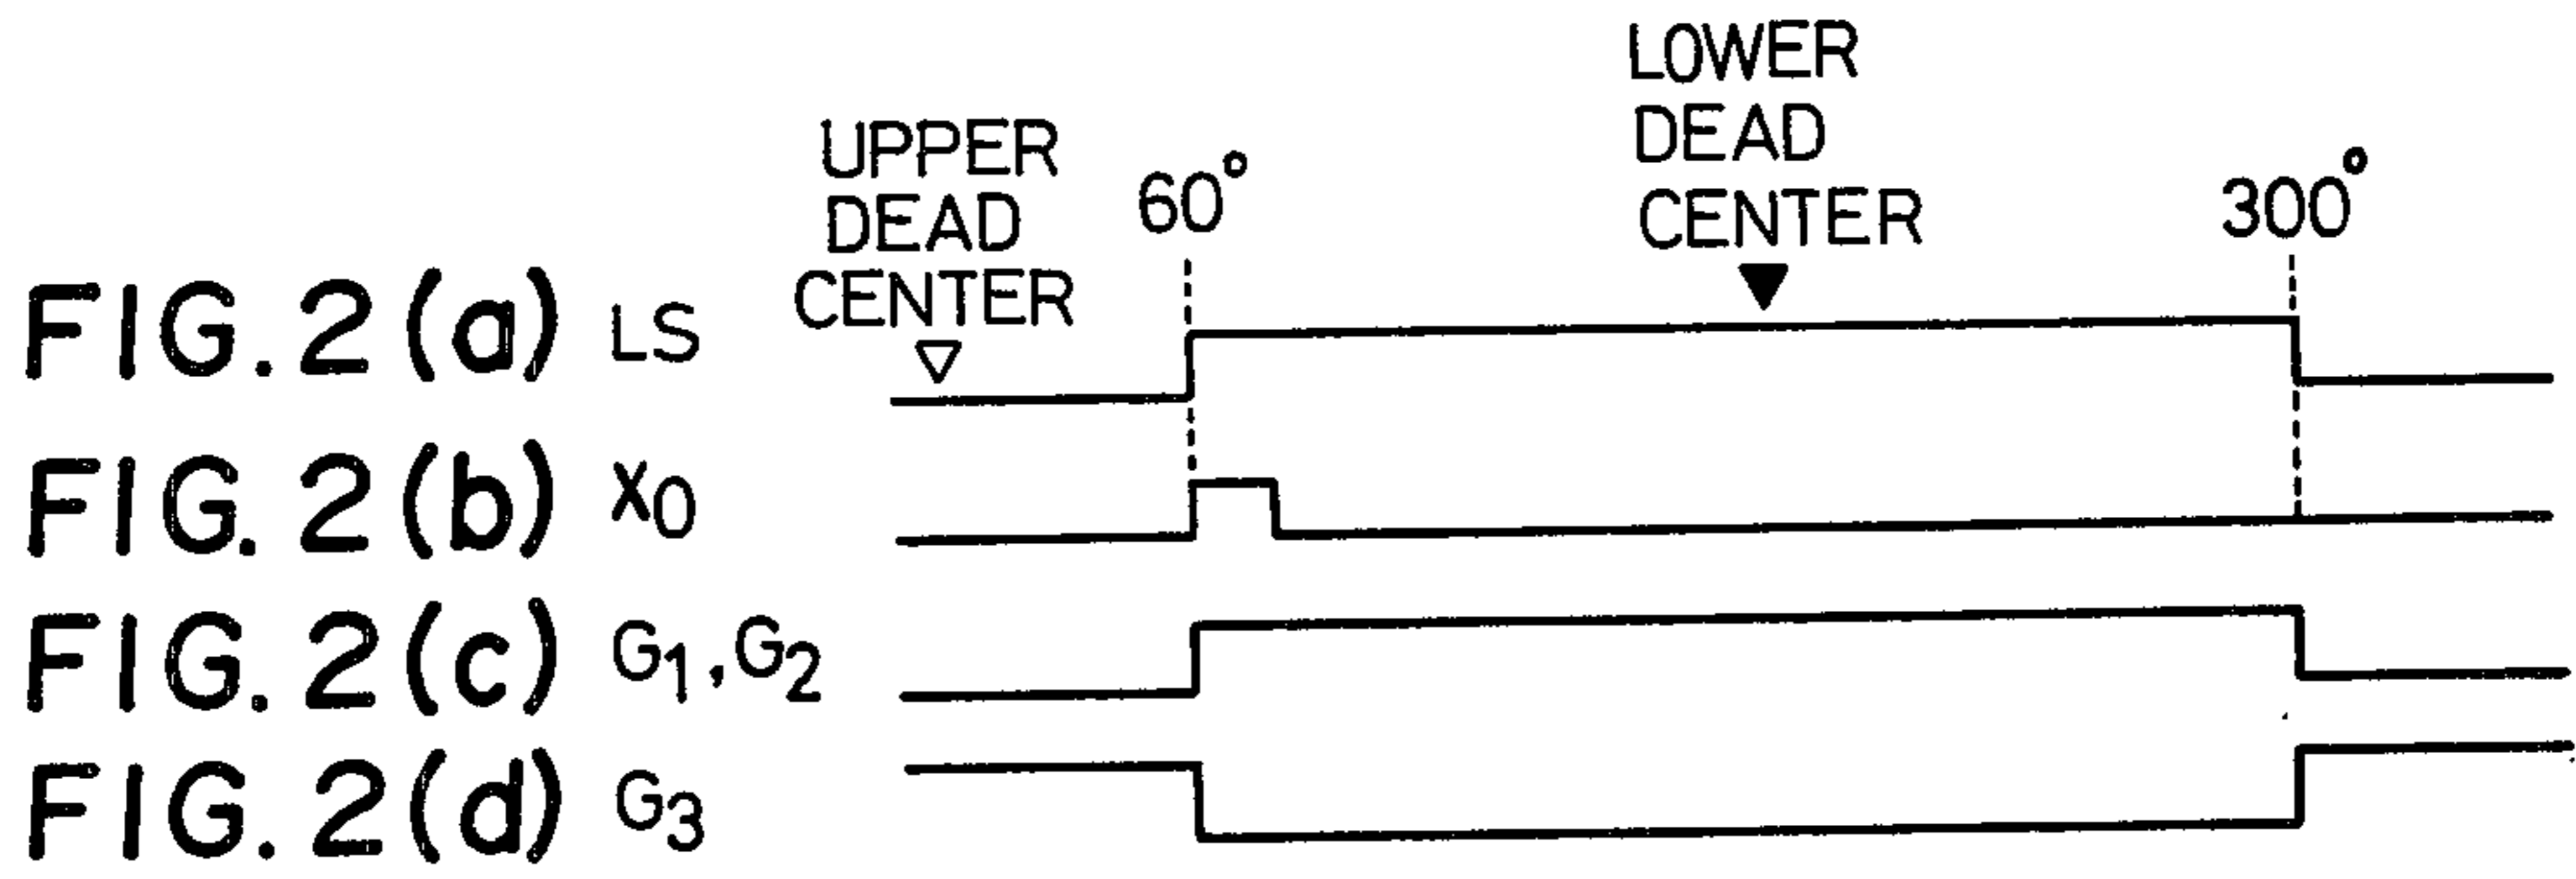 UPPER
DEAD
CENTER
60°
LOWER
DEAD
CENTER
300°
FIG. 2 (a) LS
FIG. 2 (b) X0
FIG. 2 (c) G1, G2
FIG. 2 (d) G3